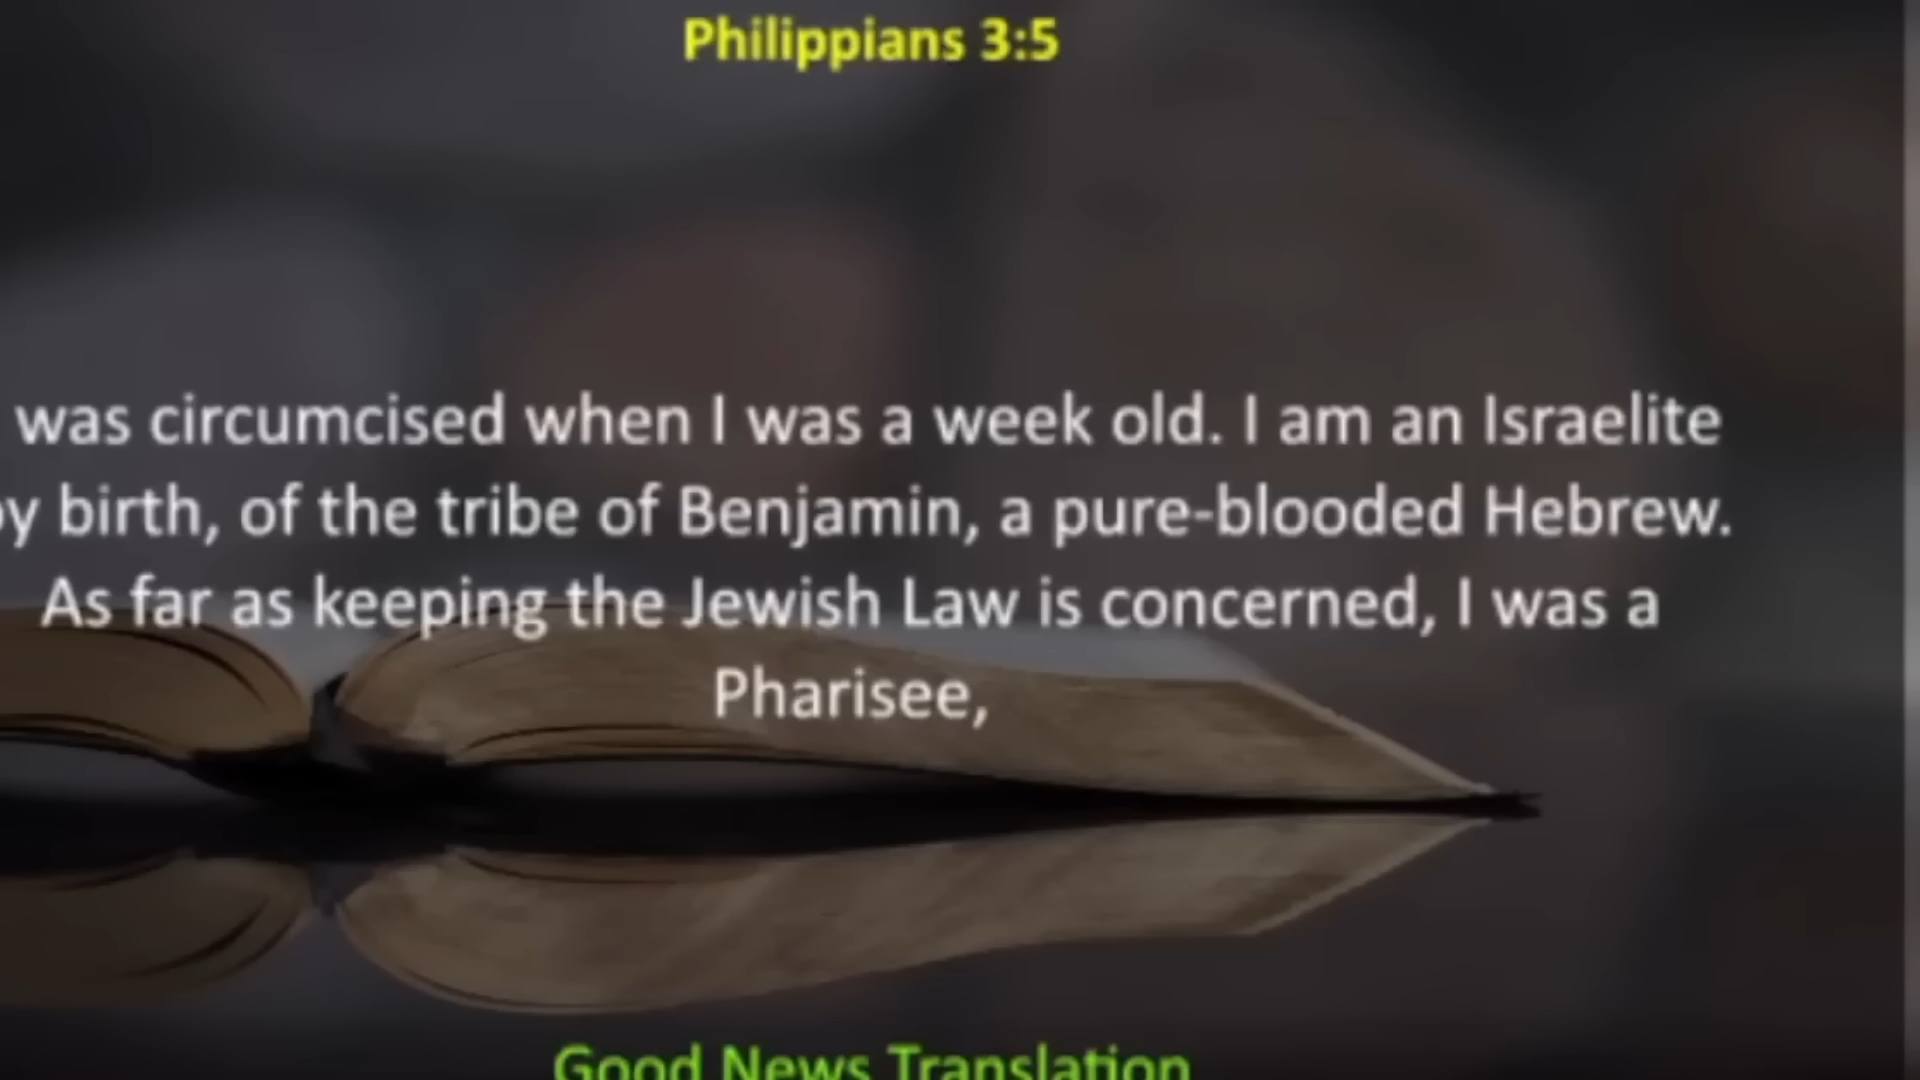 Philippians 3:5
was circumcised when I was a week old. I am an Israelite
by birth, of the tribe of Benjamin, a pure-blooded Hebrew.
As far as keeping the Jewish Law is concerned, I was a
Pharisee,
Good News Translation